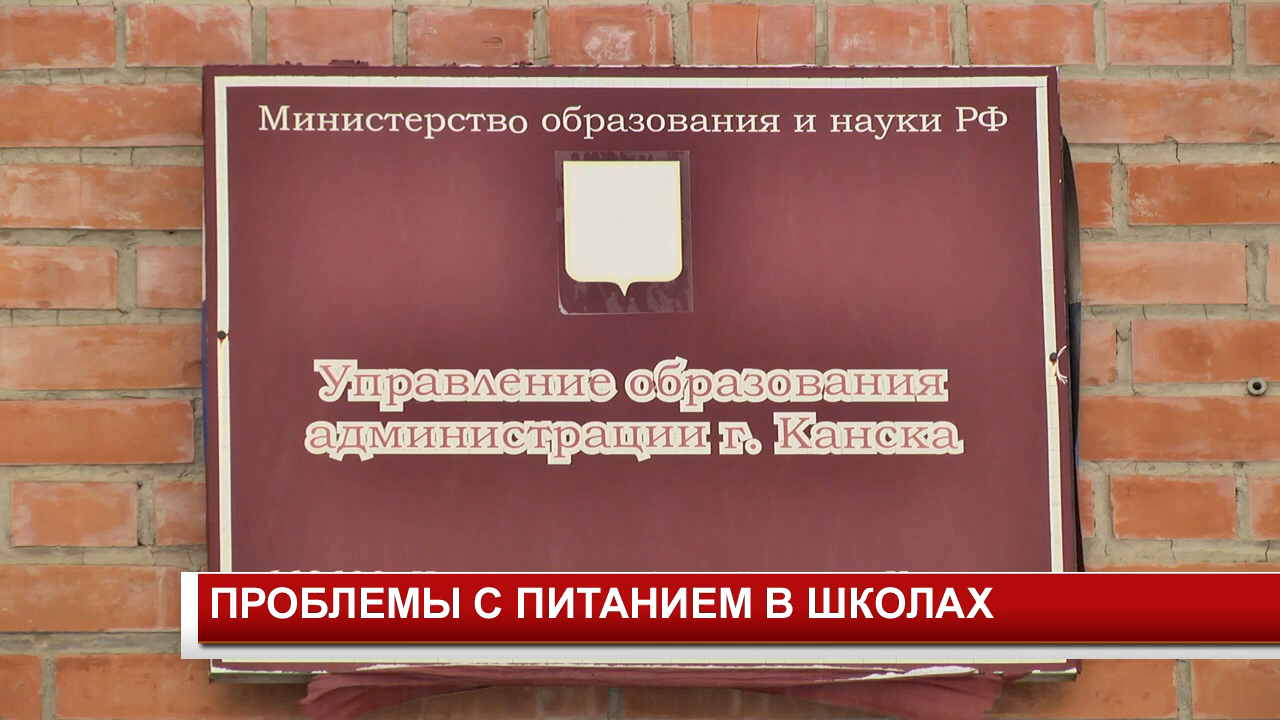 Министерство образования и науки РФ
Управление образования
администрации г. Канска
ПРОБЛЕМЫ С ПИТАНИЕМ В ШКОЛАХ